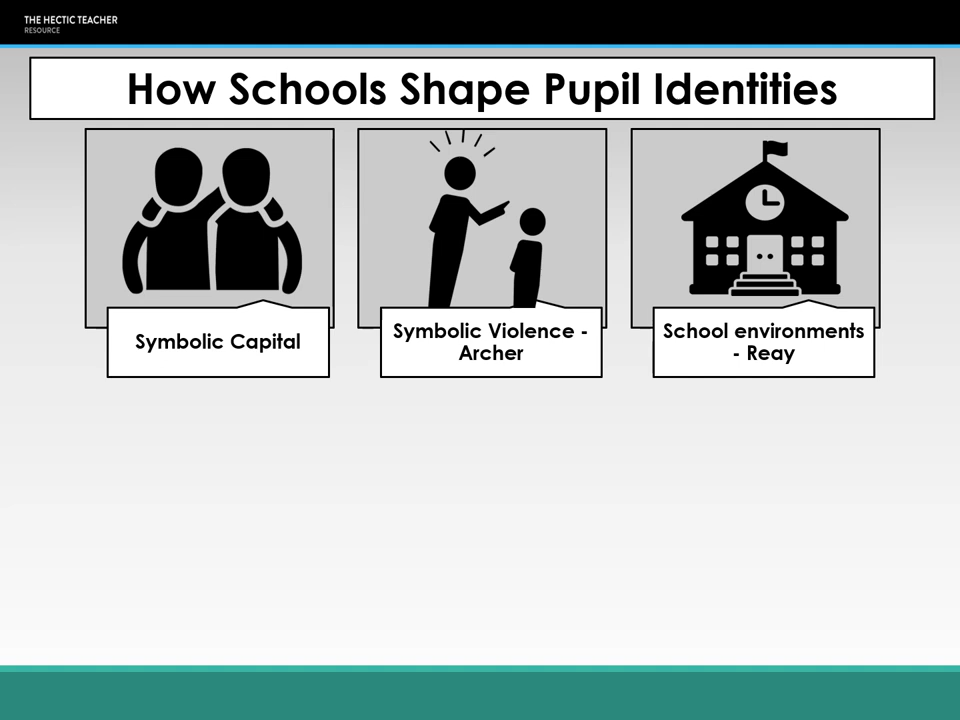 THE HECTIC TEACHER
RESOURCE
How Schools Shape Pupil Identities
Symbolic Capital
Symbolic Violence -
Archer
School environments
- Reay